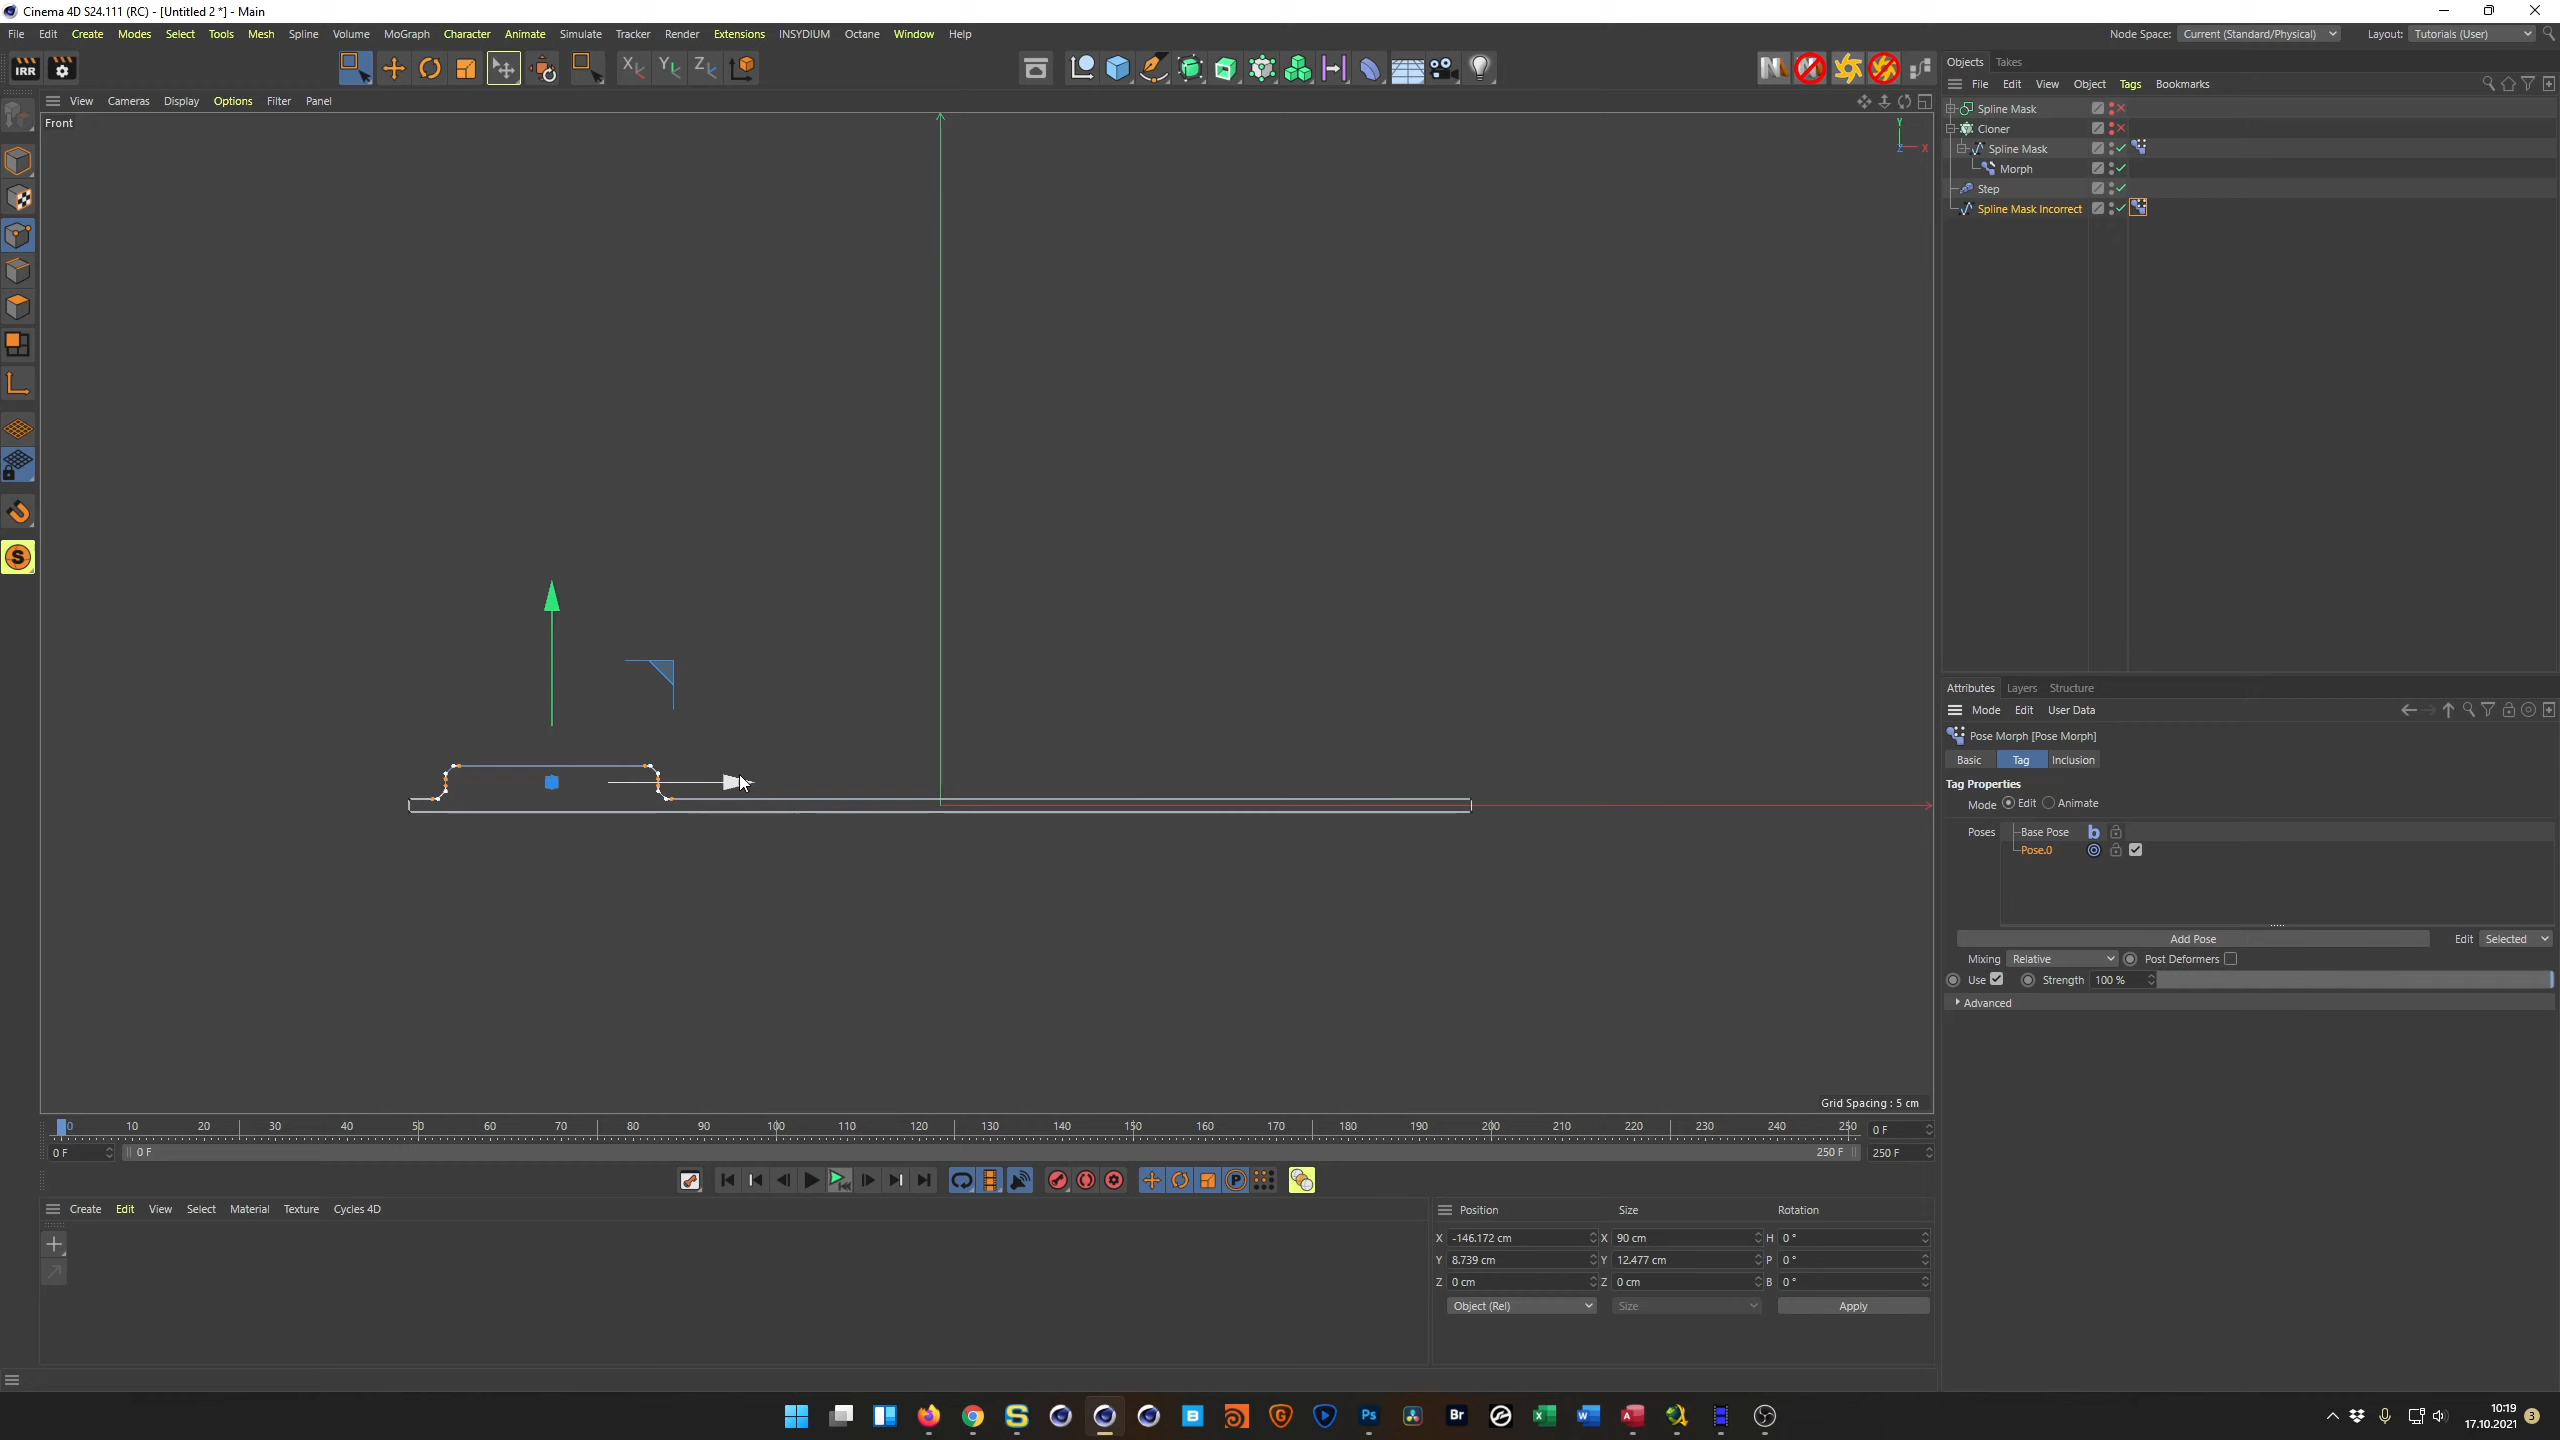 Cinema 4D S24.111 (RC) - [Untitled 2 *] - Main
File Edit Create Modes Select Tools Mesh Spline Volume MoGraph Character Animate Simulate Tracker Render Extensions INSYDIUM Octane Window Help
Node Space: Current (Standard/Physical) Layout: Tutorials (User)
IRR
Objects Takes
File Edit View Object Tags Bookmarks
View Cameras Display Options Filter Panel
Front
Y
X
Z
Spline Mask
Cloner
Spline Mask
Morph
Step
Spline Mask Incorrect
Attributes Layers Structure
Mode Edit User Data
Pose Morph [Pose Morph]
Basic Tag Inclusion
Tag Properties
Mode Edit Animate
Poses Base Pose
Pose.0
Add Pose Edit Selected
Mixing Relative Post Deformers
Use Strength 100 %
Advanced
Grid Spacing : 5 cm
0 10 20 30 40 50 60 70 80 90 100 110 120 130 140 150 160 170 180 190 200 210 220 230 240 250 0 F
0 F 0 F 250 F 250 F
Create Edit View Select Material Texture Cycles 4D
Position Size Rotation
X -146.172 cm X 90 cm H 0 °
Y 8.739 cm Y 12.477 cm P 0 °
Z 0 cm Z 0 cm B 0 °
Object (Rel) Size Apply
10:19
17.10.2021
3